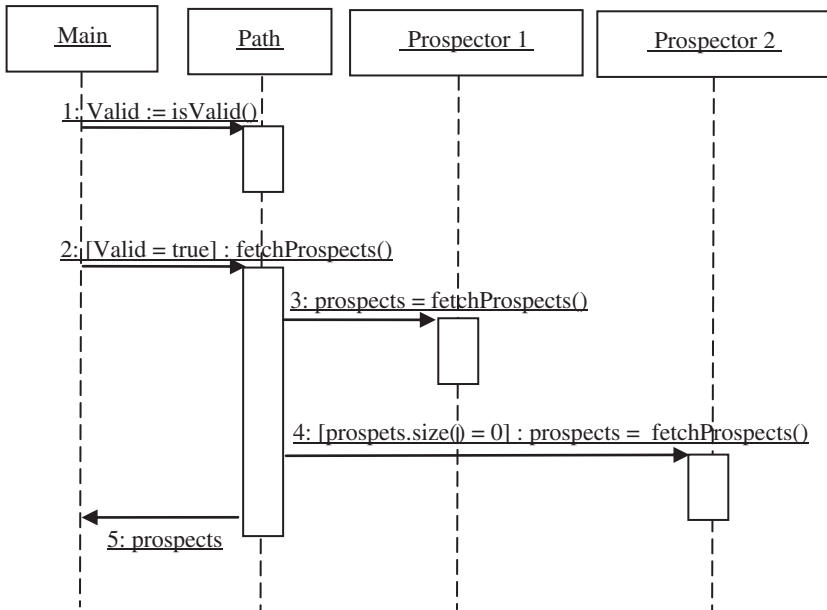 Main
Path
Prospector 1
Prospector 2
1: Valid := isValid()
2: [Valid = true] : fetchProspects()
3: prospects = fetchProspects()
4: [prospets.size() = 0] : prospects = fetchProspects()
5: prospects